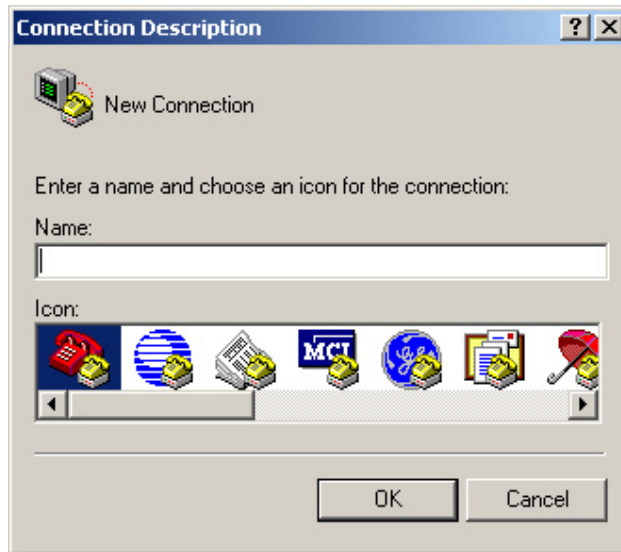 Connection Description
New Connection
Enter a name and choose an icon for the connection:
Name:
Icon:
MCI
OK
Cancel